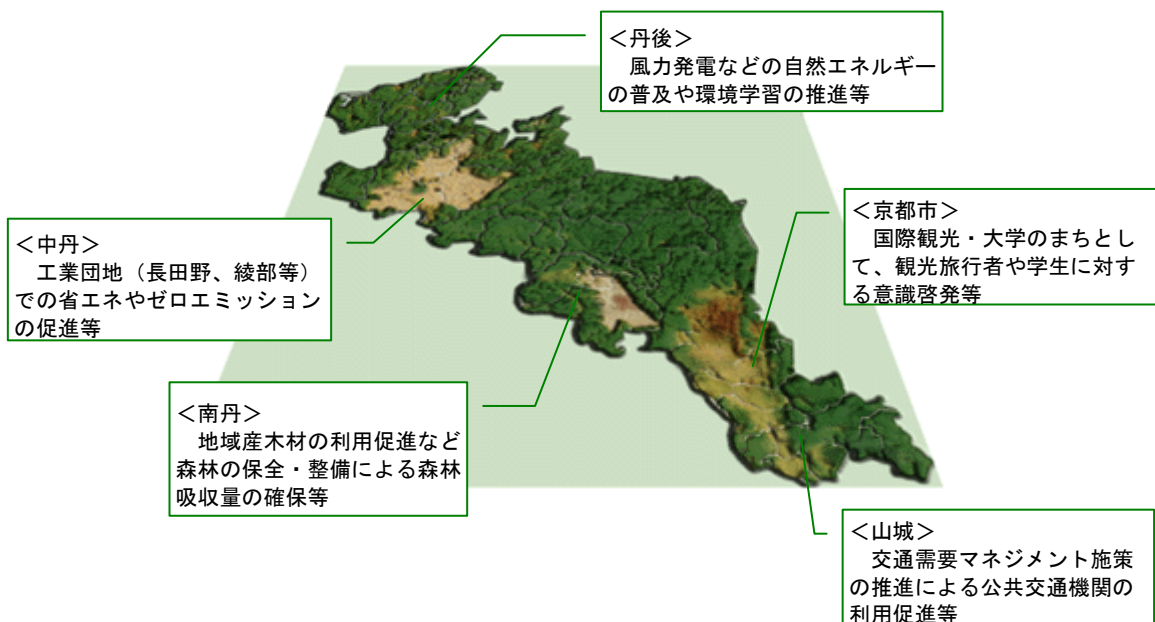 ＜丹後＞
　風力発電などの自然エネルギー
の普及や環境学習の推進等
＜京都市＞
　国際観光・大学のまちとし
て、観光旅行者や学生に対す
る意識啓発等
＜中丹＞
　工業団地（長田野、綾部等）
での省エネやゼロエミッション
の促進等
＜南丹＞
　地域産木材の利用促進など
森林の保全・整備による森林
吸収量の確保等
＜山城＞
　交通需要マネジメント施策
の推進による公共交通機関の
利用促進等